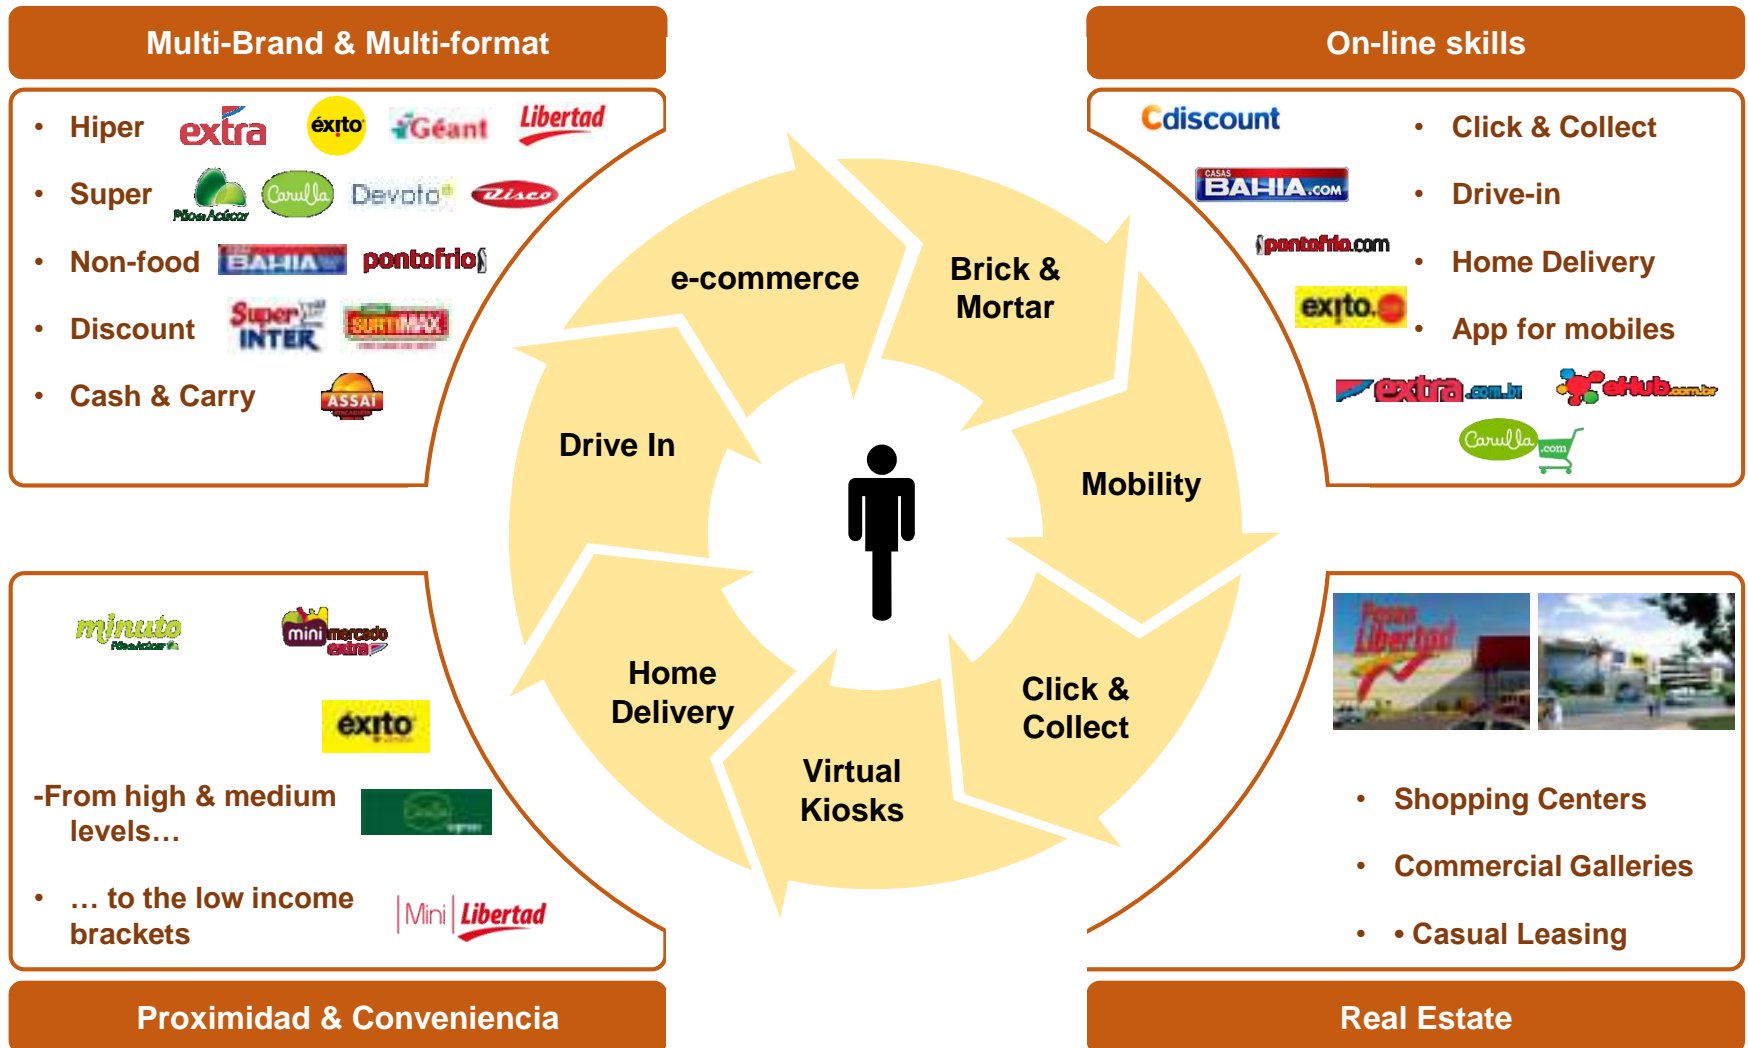 Multi-Brand & Multi-format
• Hiper extra éxito Géant Libertad
• Super Pão de Açúcar Carulla Devoto Disco
• Non-food BAHIA pontofrio
• Discount Super INTER SURTIMAX
• Cash & Carry ASSAÍ
On-line skills
Cdiscount
• Click & Collect
CASAS
BAHIA.COM
• Drive-in
pontofrio.com
• Home Delivery
exito.
• App for mobiles
extra.com.br
eHub.com.br
Carulla.com
e-commerce
Brick &
Mortar
Mobility
Click &
Collect
Virtual
Kiosks
Home
Delivery
Drive In
minuto
Pão de Açúcar
mini mercado
extra
éxito
-From high & medium
levels…
• … to the low income
brackets
Mini Libertad
Proximidad & Conveniencia
Paseo
Libertad
• Shopping Centers
• Commercial Galleries
• • Casual Leasing
Real Estate